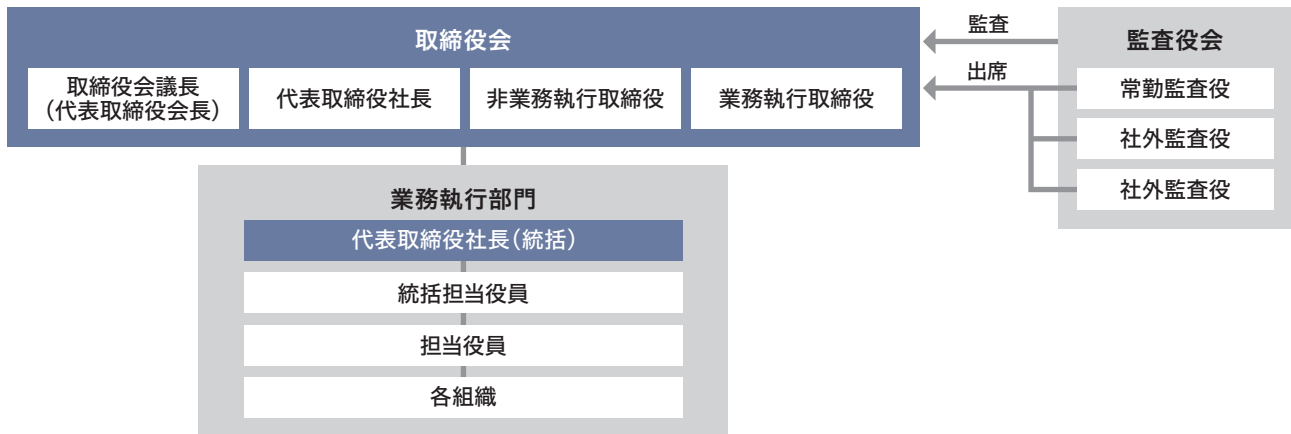 取締役会
取締役会議長
(代表取締役会長)
代表取締役社長
非業務執行取締役
業務執行取締役
監査
出席
監査役会
常勤監査役
社外監査役
社外監査役
業務執行部門
代表取締役社長(統括)
統括担当役員
担当役員
各組織